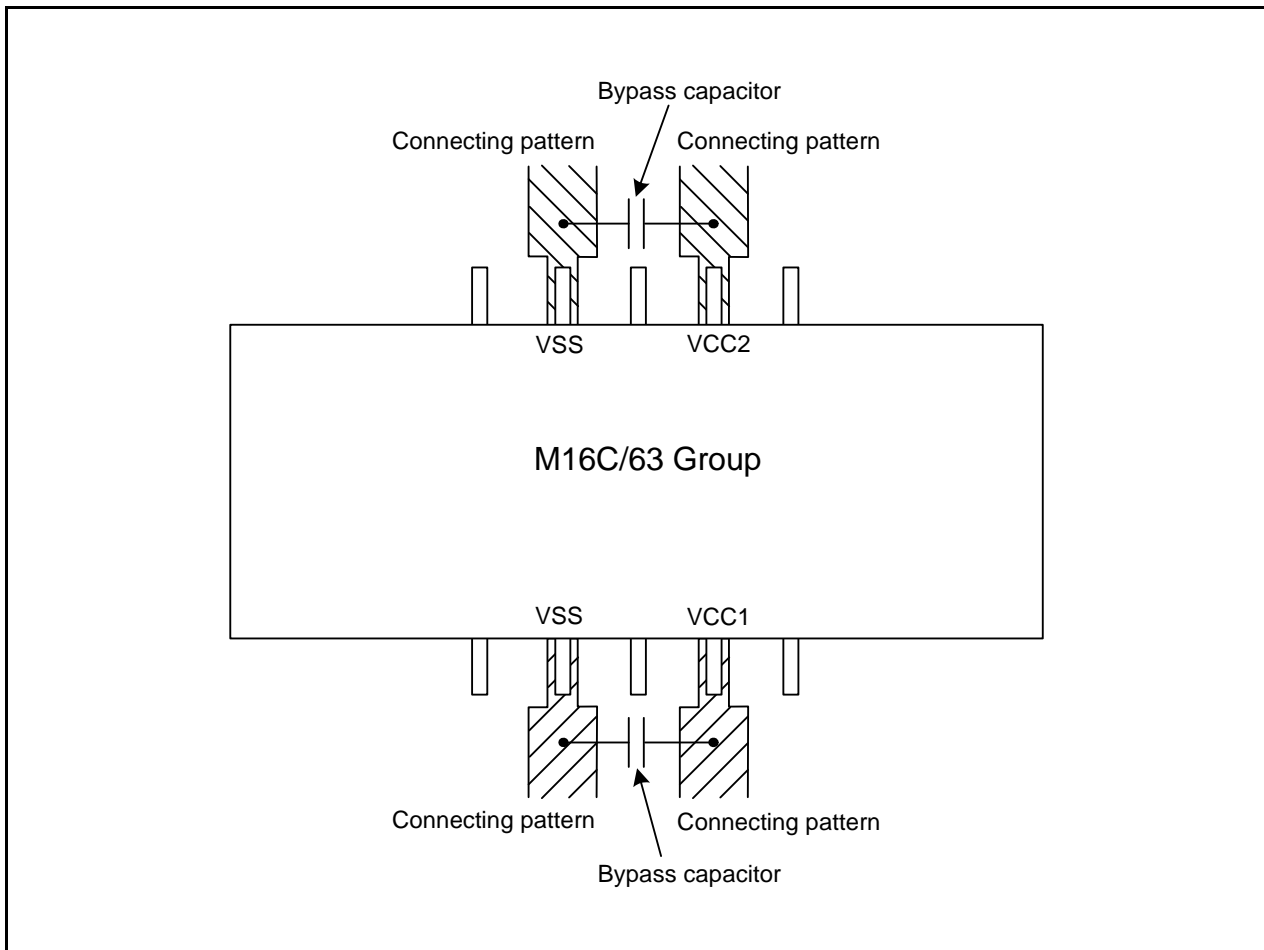 Bypass capacitor
Connecting pattern
Connecting pattern
VSS
VCC2
M16C/63 Group
VSS
VCC1
Connecting pattern
Connecting pattern
Bypass capacitor